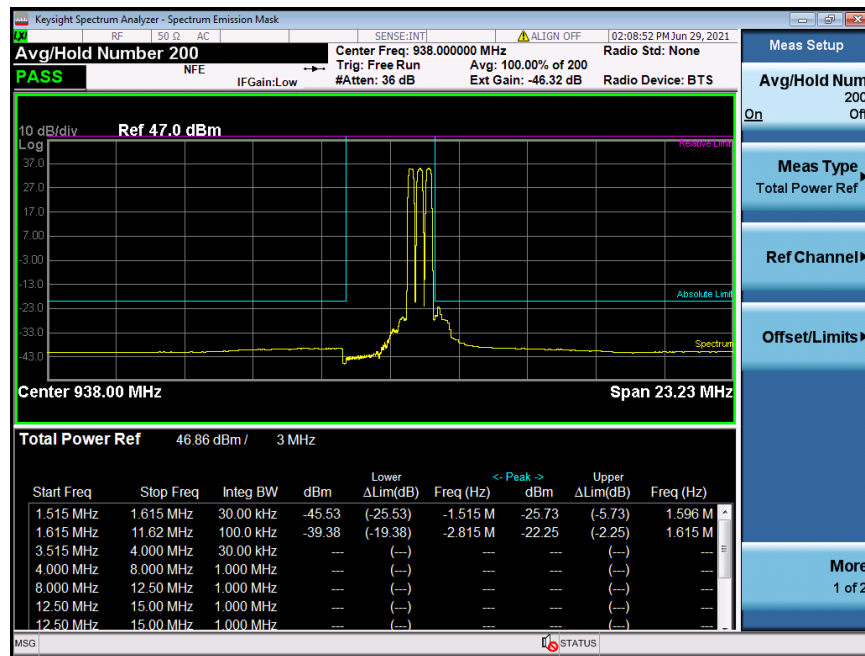 Keysight Spectrum Analyzer - Spectrum Emission Mask
LXI RF 50 Ω AC SENSE:INT ALIGN OFF 02:08:52 PM Jun 29, 2021
Avg/Hold Number 200
Center Freq: 938.000000 MHz Radio Std: None
NFE Trig: Free Run Avg: 100.00% of 200
PASS IFGain:Low #Atten: 36 dB Ext Gain: -46.32 dB Radio Device: BTS
10 dB/div Ref 47.0 dBm
Log
Relative Limit
37.0
27.0
17.0
7.00
-3.00
-13.0
Absolute Limit
-23.0
-33.0
Spectrum
-43.0
Center 938.00 MHz Span 23.23 MHz
Total Power Ref 46.86 dBm / 3 MHz
Lower <- Peak -> Upper
Start Freq Stop Freq Integ BW dBm ΔLim(dB) Freq (Hz) dBm ΔLim(dB) Freq (Hz)
1.515 MHz 1.615 MHz 30.00 kHz -45.53 (-25.53) -1.515 M -25.73 (-5.73) 1.596 M
1.615 MHz 11.62 MHz 100.0 kHz -39.38 (-19.38) -2.815 M -22.25 (-2.25) 1.615 M
3.515 MHz 4.000 MHz 30.00 kHz --- (---) --- --- (---) ---
4.000 MHz 8.000 MHz 1.000 MHz --- (---) --- --- (---) ---
8.000 MHz 12.50 MHz 1.000 MHz --- (---) --- --- (---) ---
12.50 MHz 15.00 MHz 1.000 MHz --- (---) --- --- (---) ---
12.50 MHz 15.00 MHz 1.000 MHz --- (---) --- --- (---) ---
MSG STATUS
Meas Setup
Avg/Hold Num
200
On Off
Meas Type
Total Power Ref
Ref Channel
Offset/Limits
More
1 of 2